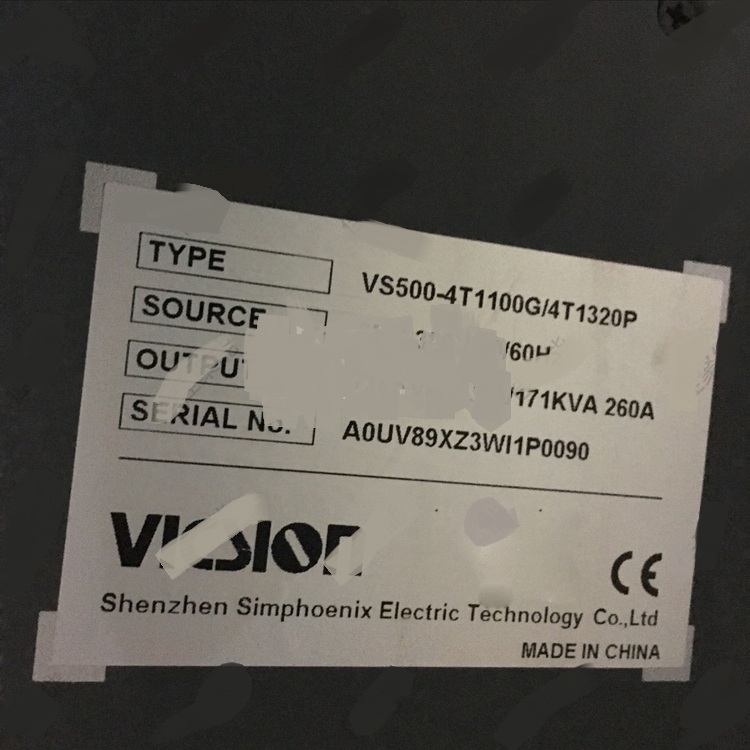 TYPE VS500-4T1100G/4T1320P
SOURCE /60H
OUTPUT /171KVA 260A
SERIAL NO. A0UV89XZ3WI1P0090
CE
Shenzhen Simphoenix Electric Technology Co.,Ltd
MADE IN CHINA